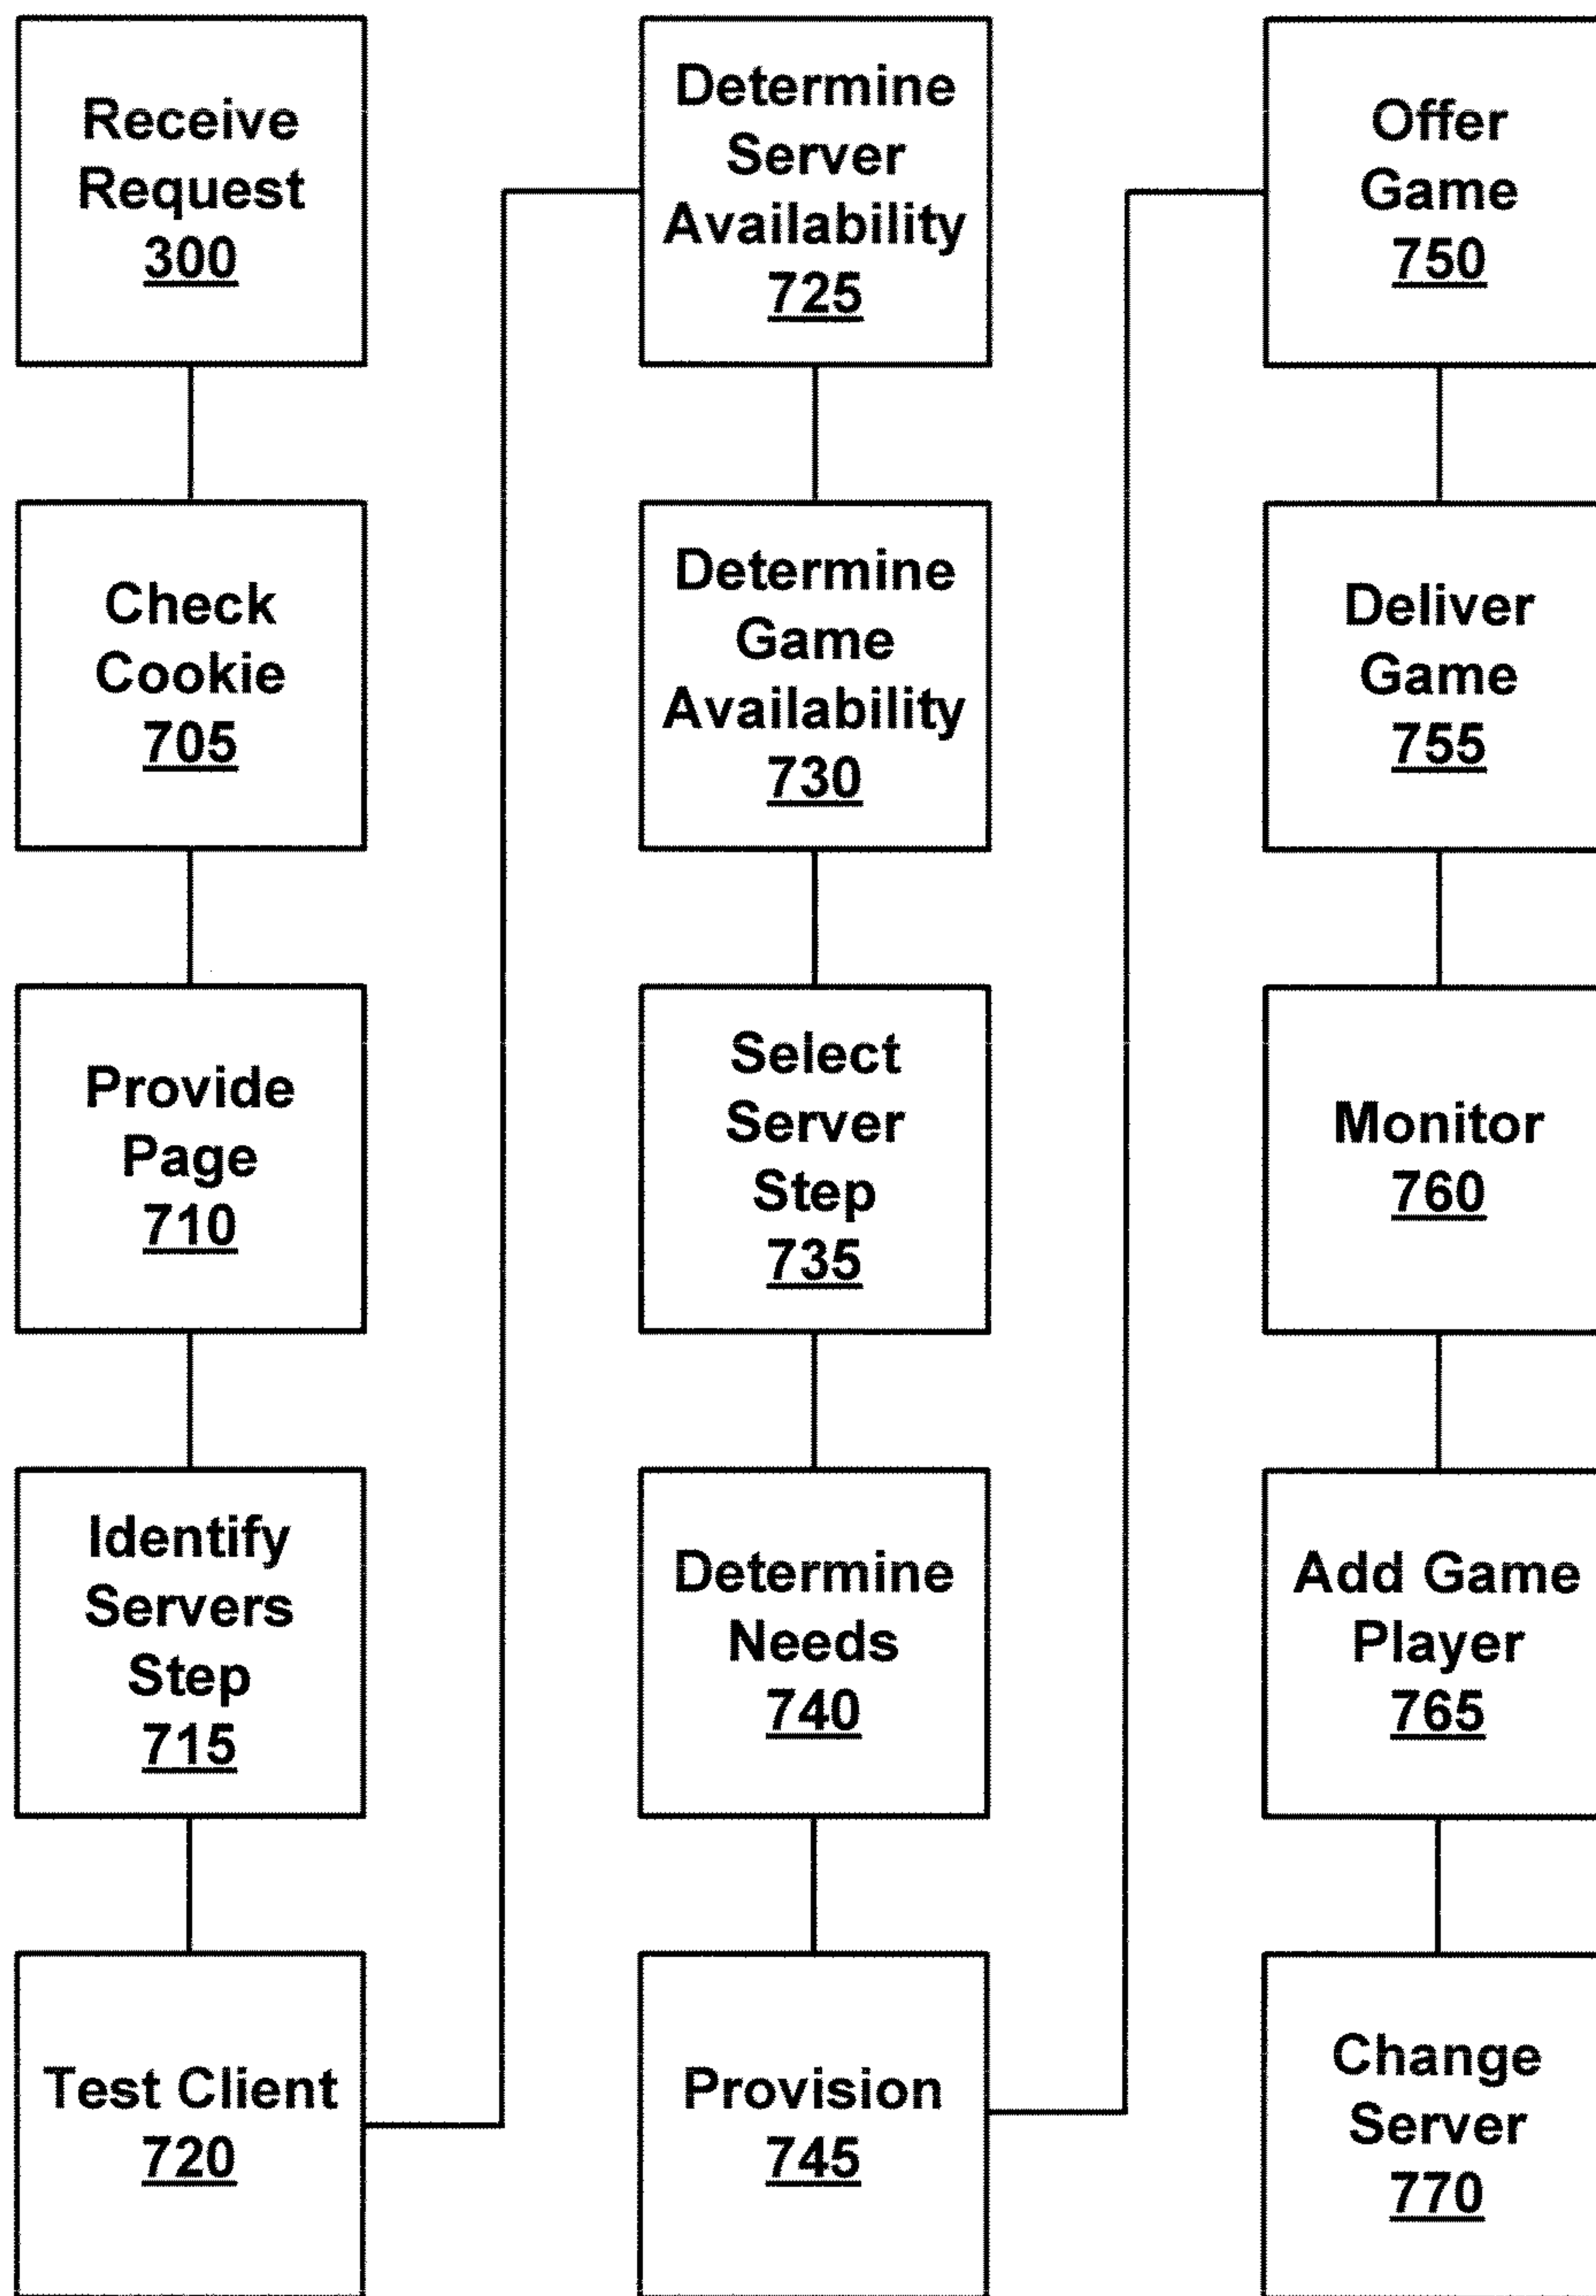 Receive
Request
300
Check
Cookie
705
Provide
Page
710
Identify
Servers
Step
715
Test Client
720
Determine
Server
Availability
725
Determine
Game
Availability
730
Select
Server
Step
735
Determine
Needs
740
Provision
745
Offer
Game
750
Deliver
Game
755
Monitor
760
Add Game
Player
765
Change
Server
770